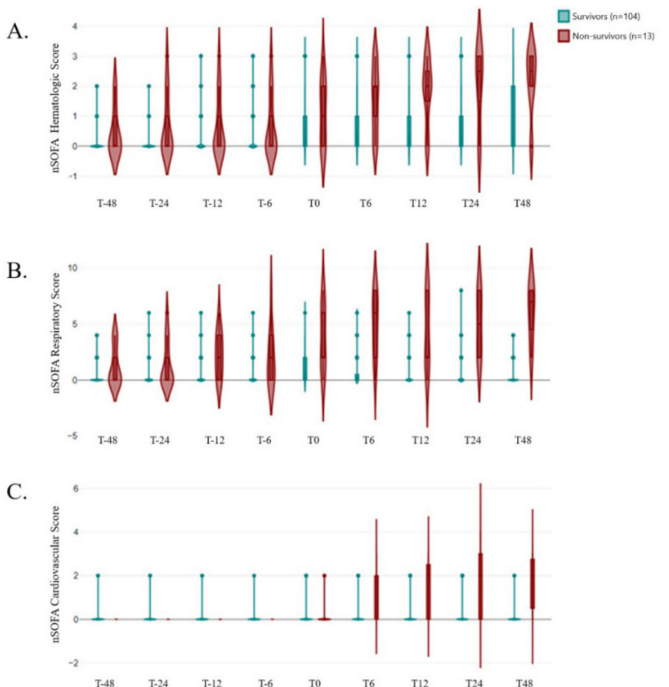 Survivors (n=104)
Non-survivors (n=13)
A.
nSOFA Hematologic Score
4
3
2
1
0
−1
T-48 T-24 T-12 T-6 T0 T6 T12 T24 T48
B.
nSOFA Respiratory Score
10
5
0
−5
T-48 T-24 T-12 T-6 T0 T6 T12 T24 T48
C.
nSOFA Cardiovascular Score
6
4
2
0
−2
T-48 T-24 T-12 T-6 T0 T6 T12 T24 T48